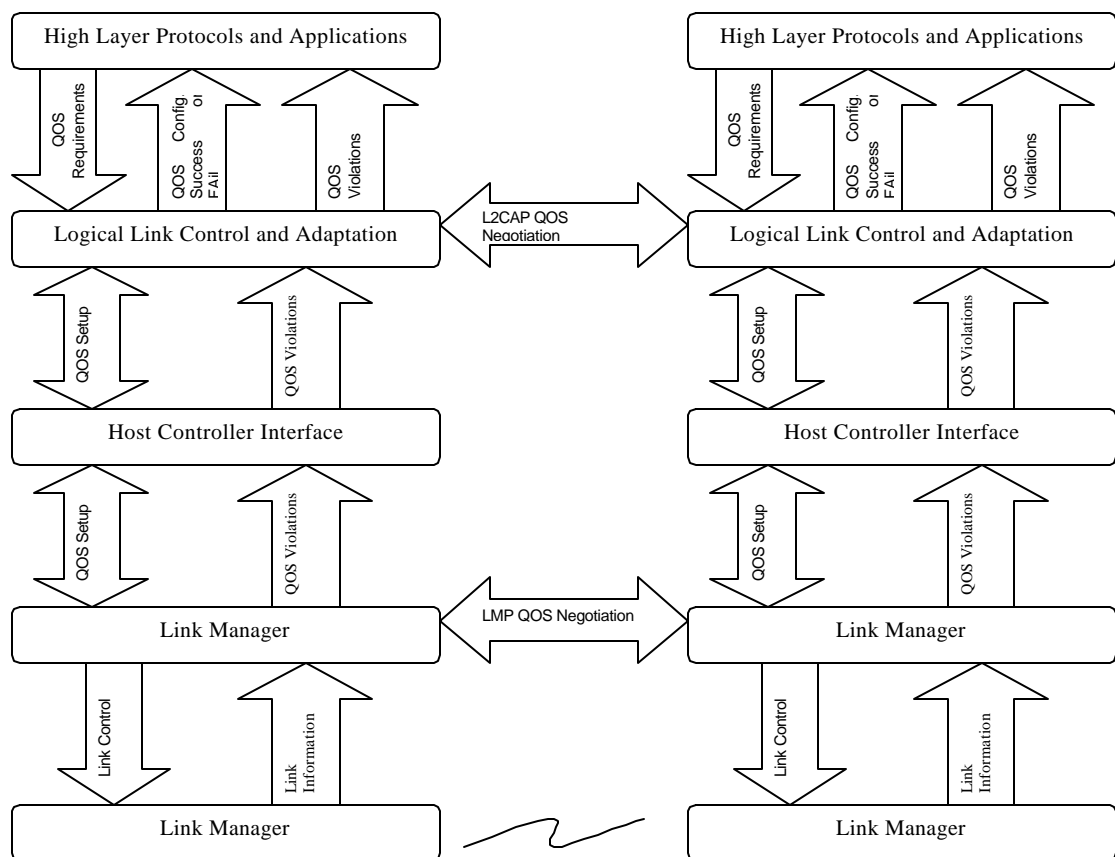 High Layer Protocols and Applications
High Layer Protocols and Applications
QOS
Requirements
QOS Config. or
Success
FAil
QOS
Violations
QOS
Requirements
QOS Config. or
Success
FAil
QOS
Violations
L2CAP QOS
Negotiation
Logical Link Control and Adaptation
Logical Link Control and Adaptation
QOS Setup
QOS Violations
QOS Setup
QOS Violations
Host Controller Interface
Host Controller Interface
QOS Setup
QOS Violations
QOS Setup
QOS Violations
LMP QOS Negotiation
Link Manager
Link Manager
Link Control
Link
Information
Link Control
Link
Information
Link Manager
Link Manager